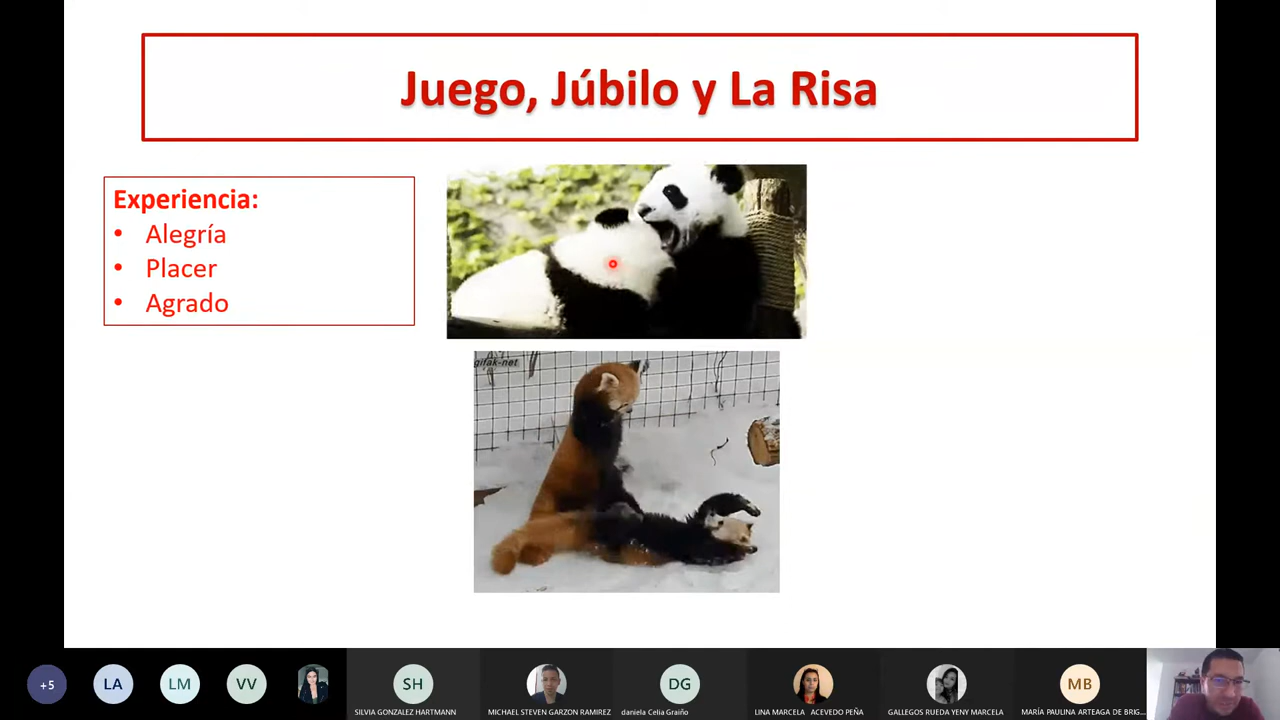 Juego, Júbilo y La Risa
Experiencia:
• Alegría
• Placer
• Agrado
gifak-net
+5
LA
LM
VV
SH
SILVIA GONZALEZ HARTMANN
MICHAEL STEVEN GARZON RAMIREZ
DG
daniela Celia Graiño
LINA MARCELA ACEVEDO PEÑA
GALLEGOS RUEDA YENY MARCELA
MB
MARÍA PAULINA ARTEAGA DE BRIG...